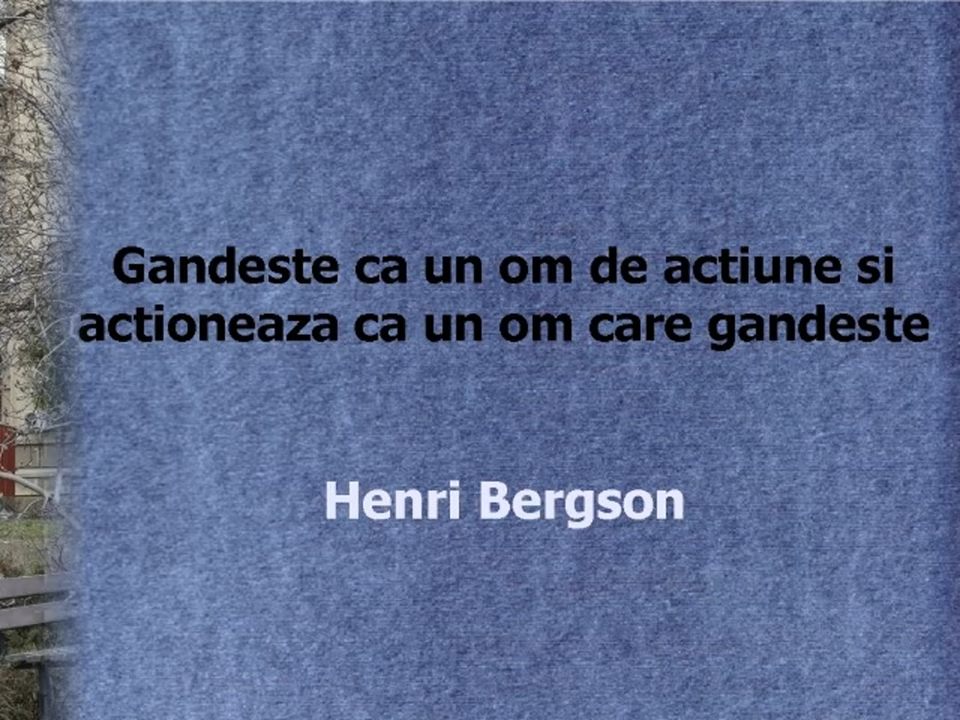 Gandeste ca un om de actiune si
actioneaza ca un om care gandeste
Henri Bergson